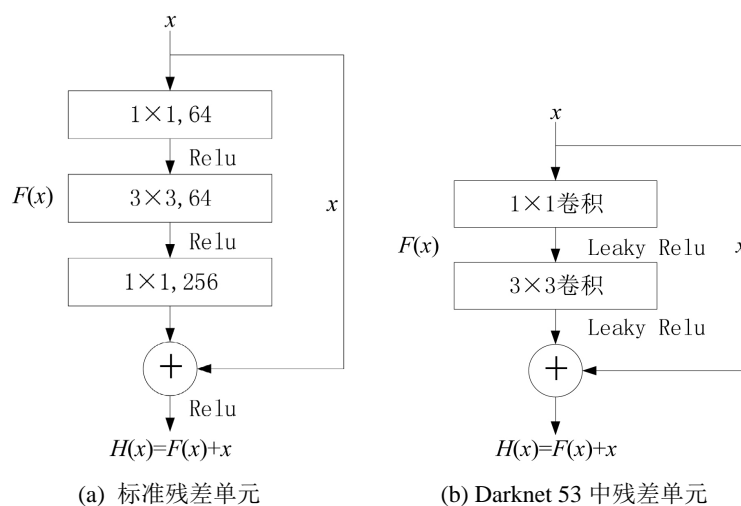 x
1×1,64
Relu
F(x)
3×3,64
x
Relu
1×1,256
+
Relu
H(x)=F(x)+x
(a) 标准残差单元
x
1×1卷积
F(x)
Leaky Relu
x
3×3卷积
Leaky Relu
+
H(x)=F(x)+x
(b) Darknet 53 中残差单元